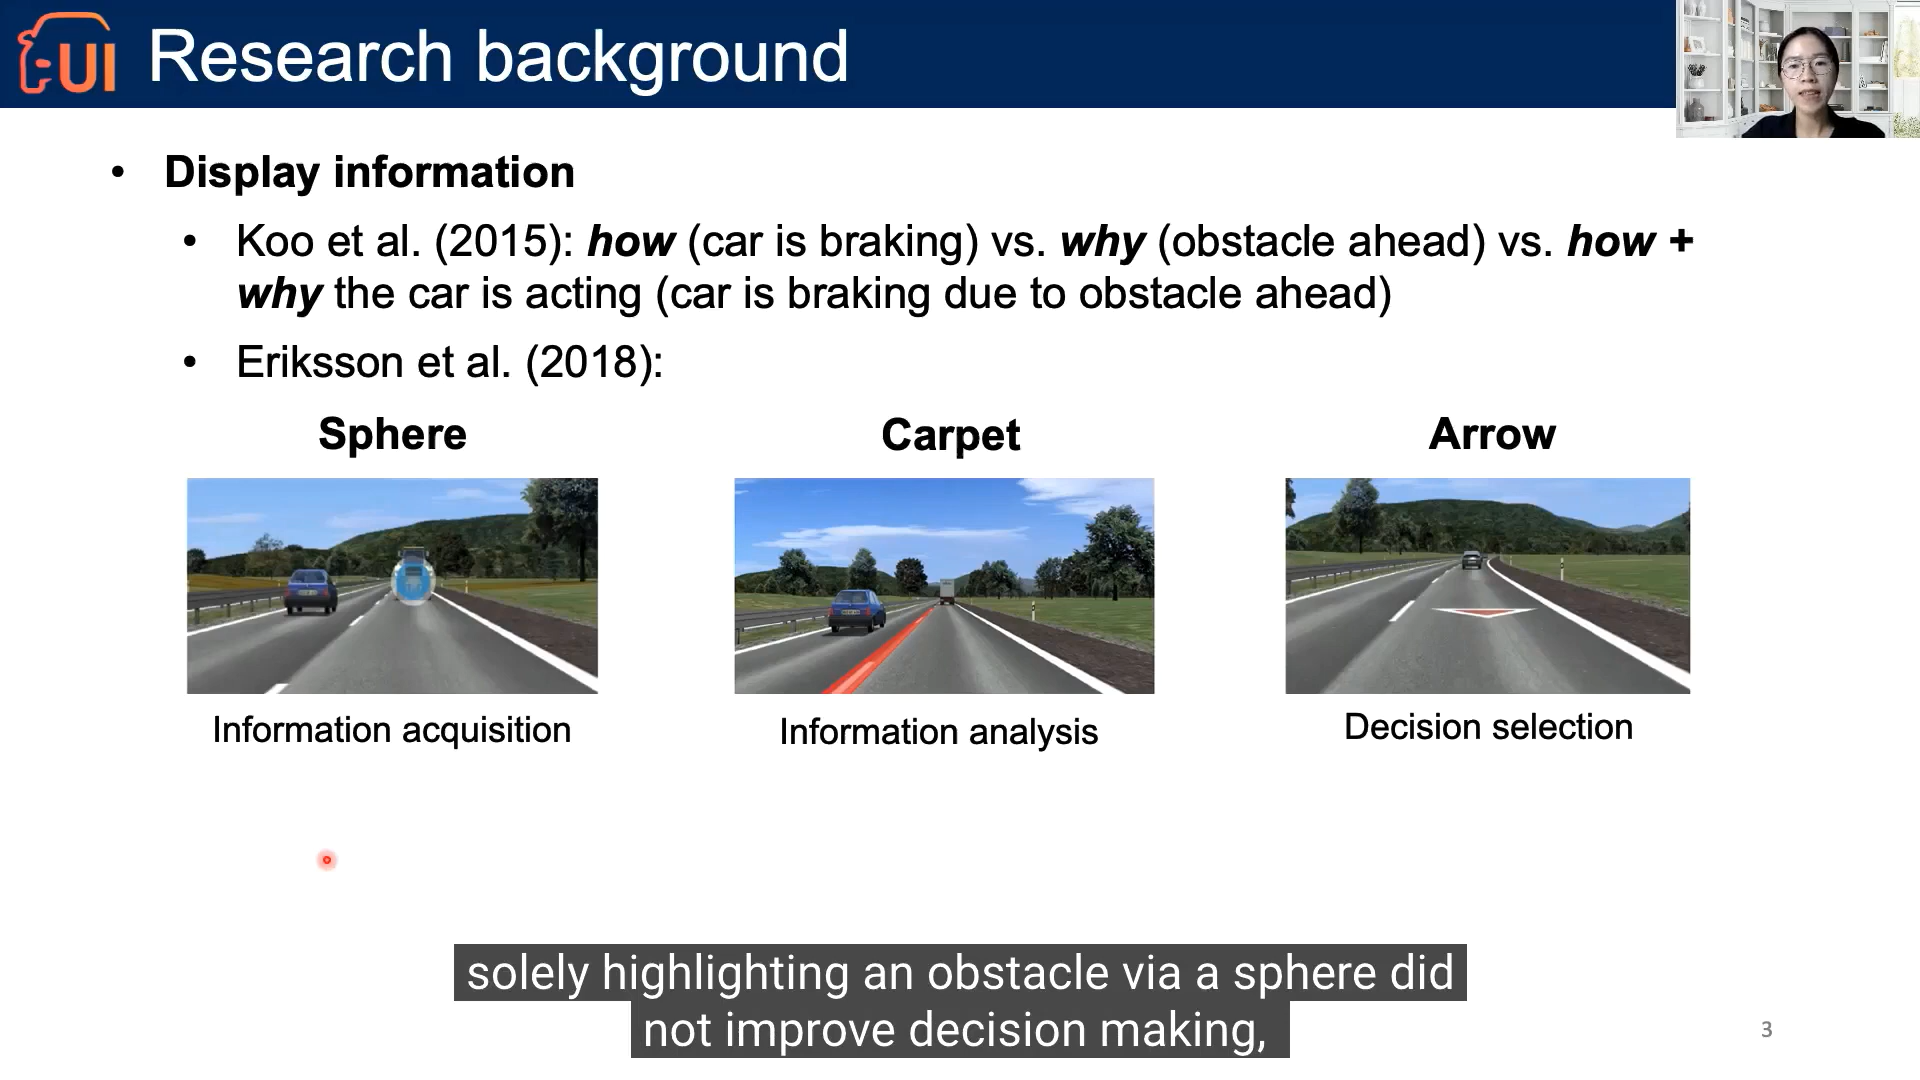 UI Research background
• Display information
• Koo et al. (2015): how (car is braking) vs. why (obstacle ahead) vs. how +
why the car is acting (car is braking due to obstacle ahead)
• Eriksson et al. (2018):
Sphere Carpet Arrow
Information acquisition Information analysis Decision selection
solely highlighting an obstacle via a sphere did
not improve decision making,
3